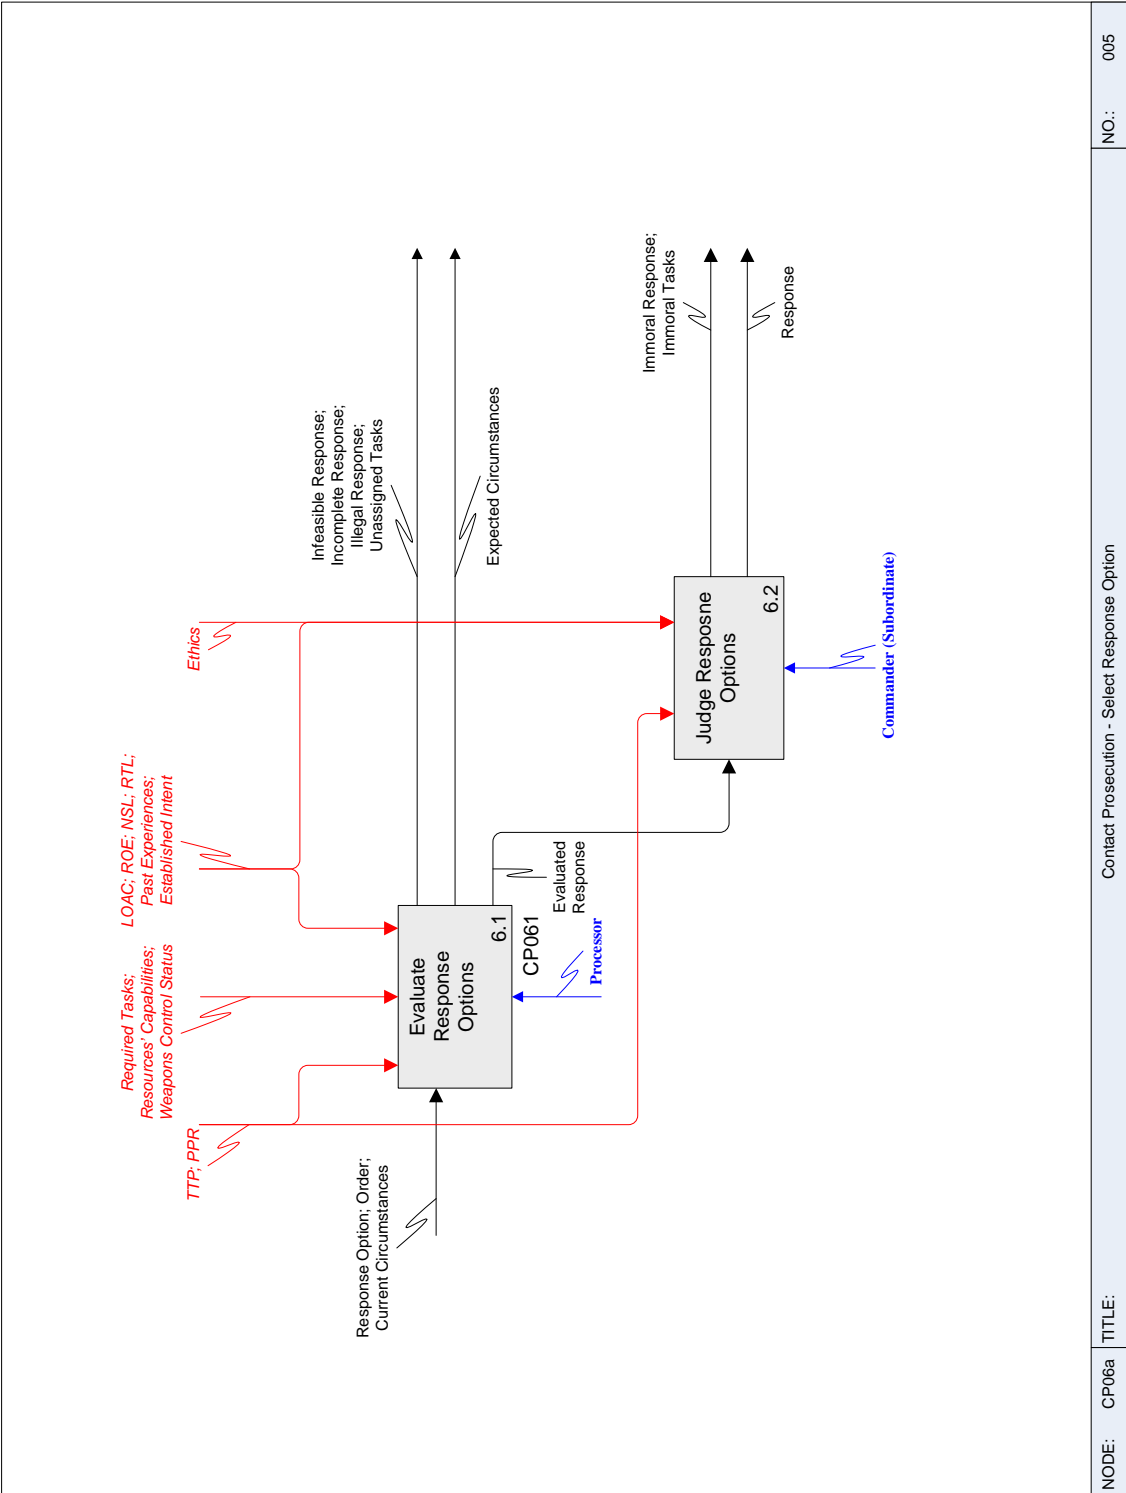 TTP; PPR
Required Tasks;
Resources' Capabilities;
Weapons Control Status
LOAC; ROE; NSL; RTL;
Past Experiences;
Established Intent
Ethics
Response Option; Order;
Current Circumstances
Evaluate
Response
Options
6.1
CP061
Processor
Evaluated
Response
Infeasible Response;
Incomplete Response;
Illegal Response;
Unassigned Tasks
Expected Circumstances
Judge Resposne
Options
6.2
Commander (Subordinate)
Immoral Response;
Immoral Tasks
Response
NODE: CP06a TITLE: Contact Prosecution - Select Response Option NO.: 005